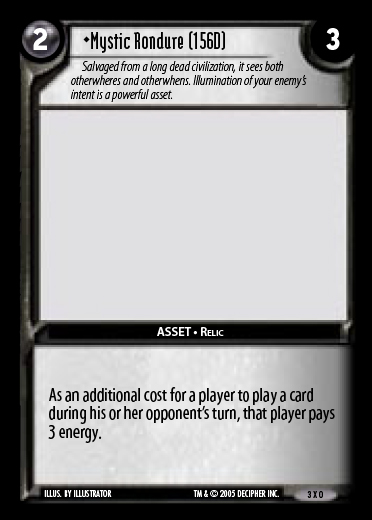 2
•Mystic Rondure (156D)
3
Salvaged from a long dead civilization, it sees both
otherwheres and otherwhens. Illumination of your enemy's
intent is a powerful asset.
ASSET • RELIC
As an additional cost for a player to play a card
during his or her opponent's turn, that player pays
3 energy.
ILLUS. BY ILLUSTRATOR
TM & © 2005 DECIPHER INC.
3 X 0